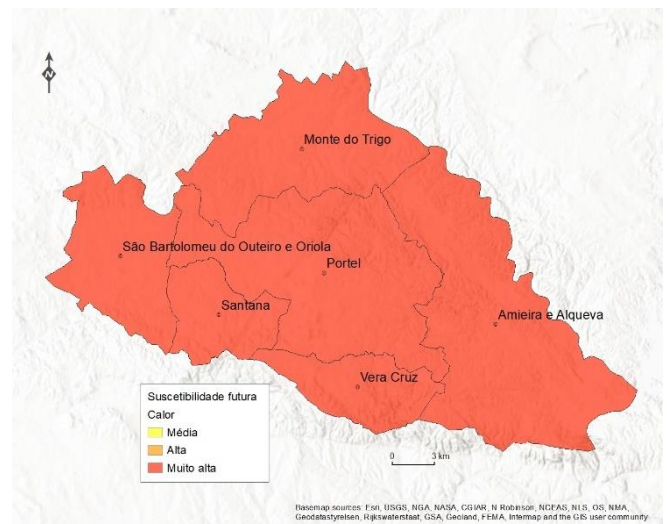 N
Monte do Trigo
São Bartolomeu do Outeiro e Oriola
Portel
Santana
Amieira e Alqueva
Vera Cruz
Suscetibilidade futura
Calor
Média
Alta
Muito alta
0 3 km
Basemap sources: Esri, USGS, NGA, NASA, CGIAR, N Robinson, NCEAS, NLS, OS, NMA,
Geodatastyrelsen, Rijkswaterstaat, GSA, Geoland, FEMA, Intermap and the GIS user community